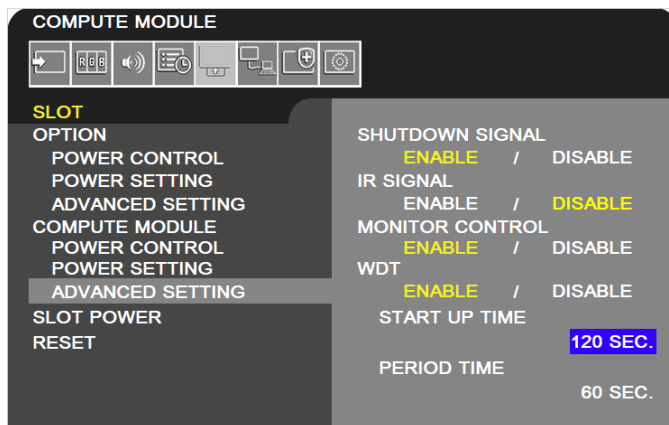 COMPUTE MODULE
RGB
SLOT
OPTION
POWER CONTROL
POWER SETTING
ADVANCED SETTING
COMPUTE MODULE
POWER CONTROL
POWER SETTING
ADVANCED SETTING
SLOT POWER
RESET
SHUTDOWN SIGNAL
ENABLE / DISABLE
IR SIGNAL
ENABLE / DISABLE
MONITOR CONTROL
ENABLE / DISABLE
WDT
ENABLE / DISABLE
START UP TIME
120 SEC.
PERIOD TIME
60 SEC.